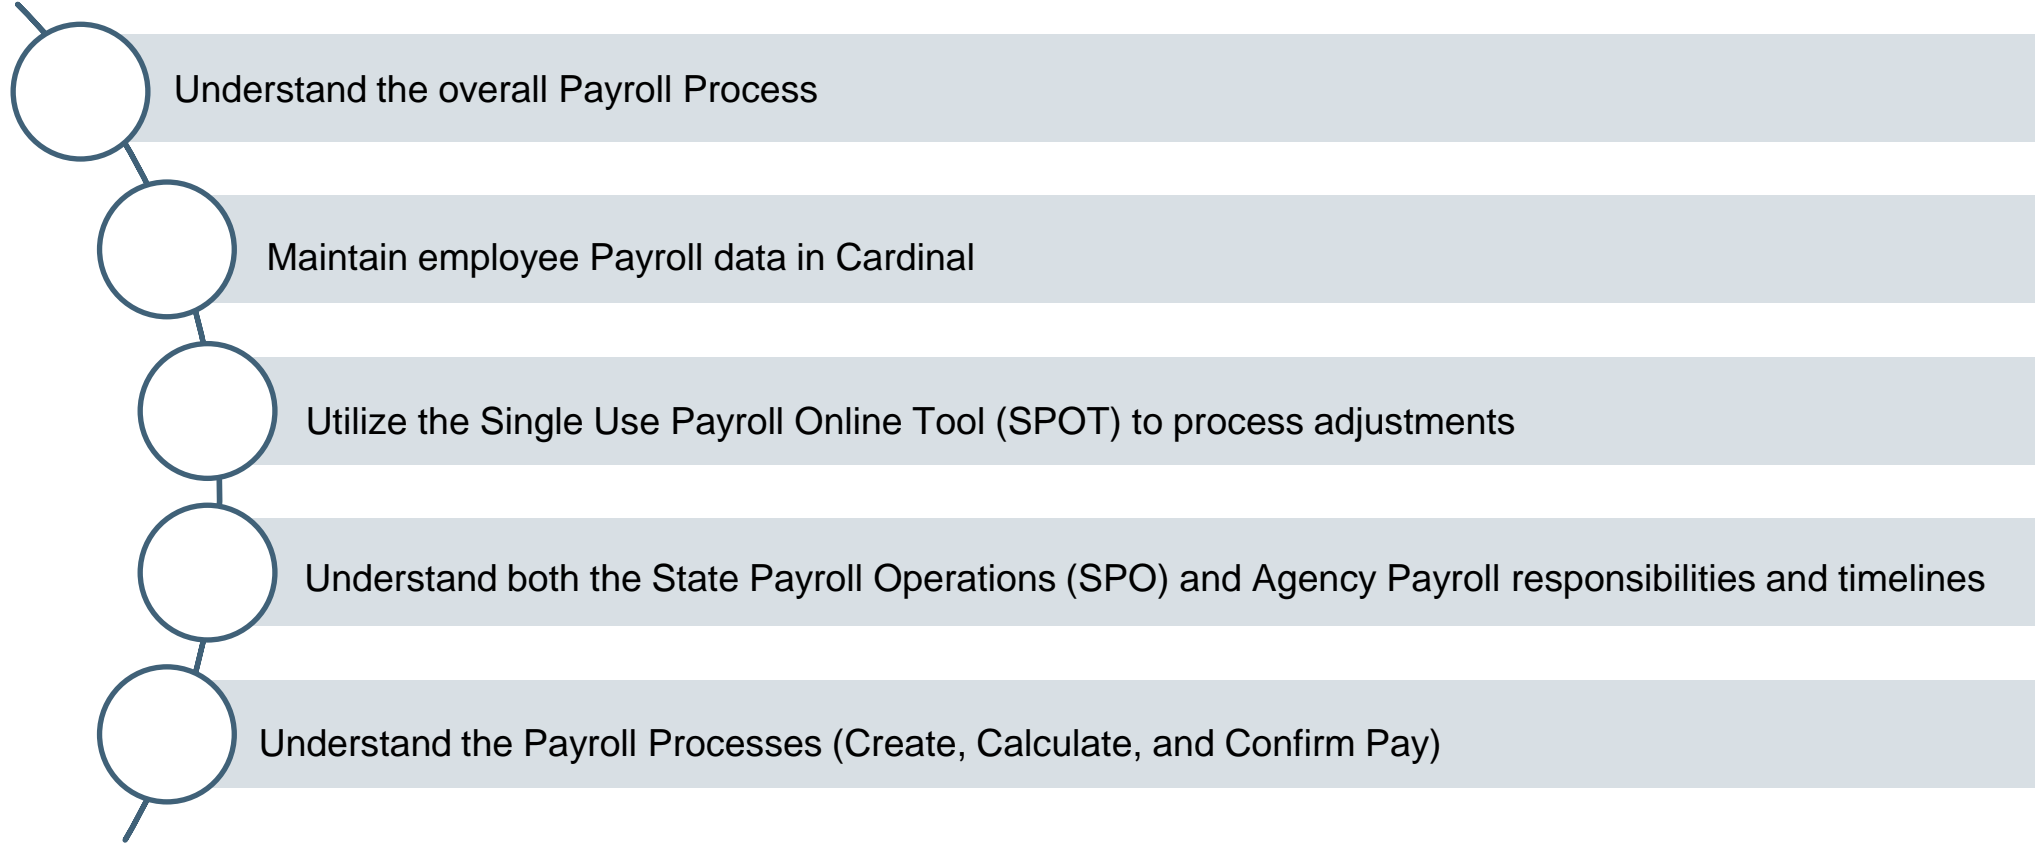 Understand the overall Payroll Process
Maintain employee Payroll data in Cardinal
Utilize the Single Use Payroll Online Tool (SPOT) to process adjustments
Understand both the State Payroll Operations (SPO) and Agency Payroll responsibilities and timelines
Understand the Payroll Processes (Create, Calculate, and Confirm Pay)